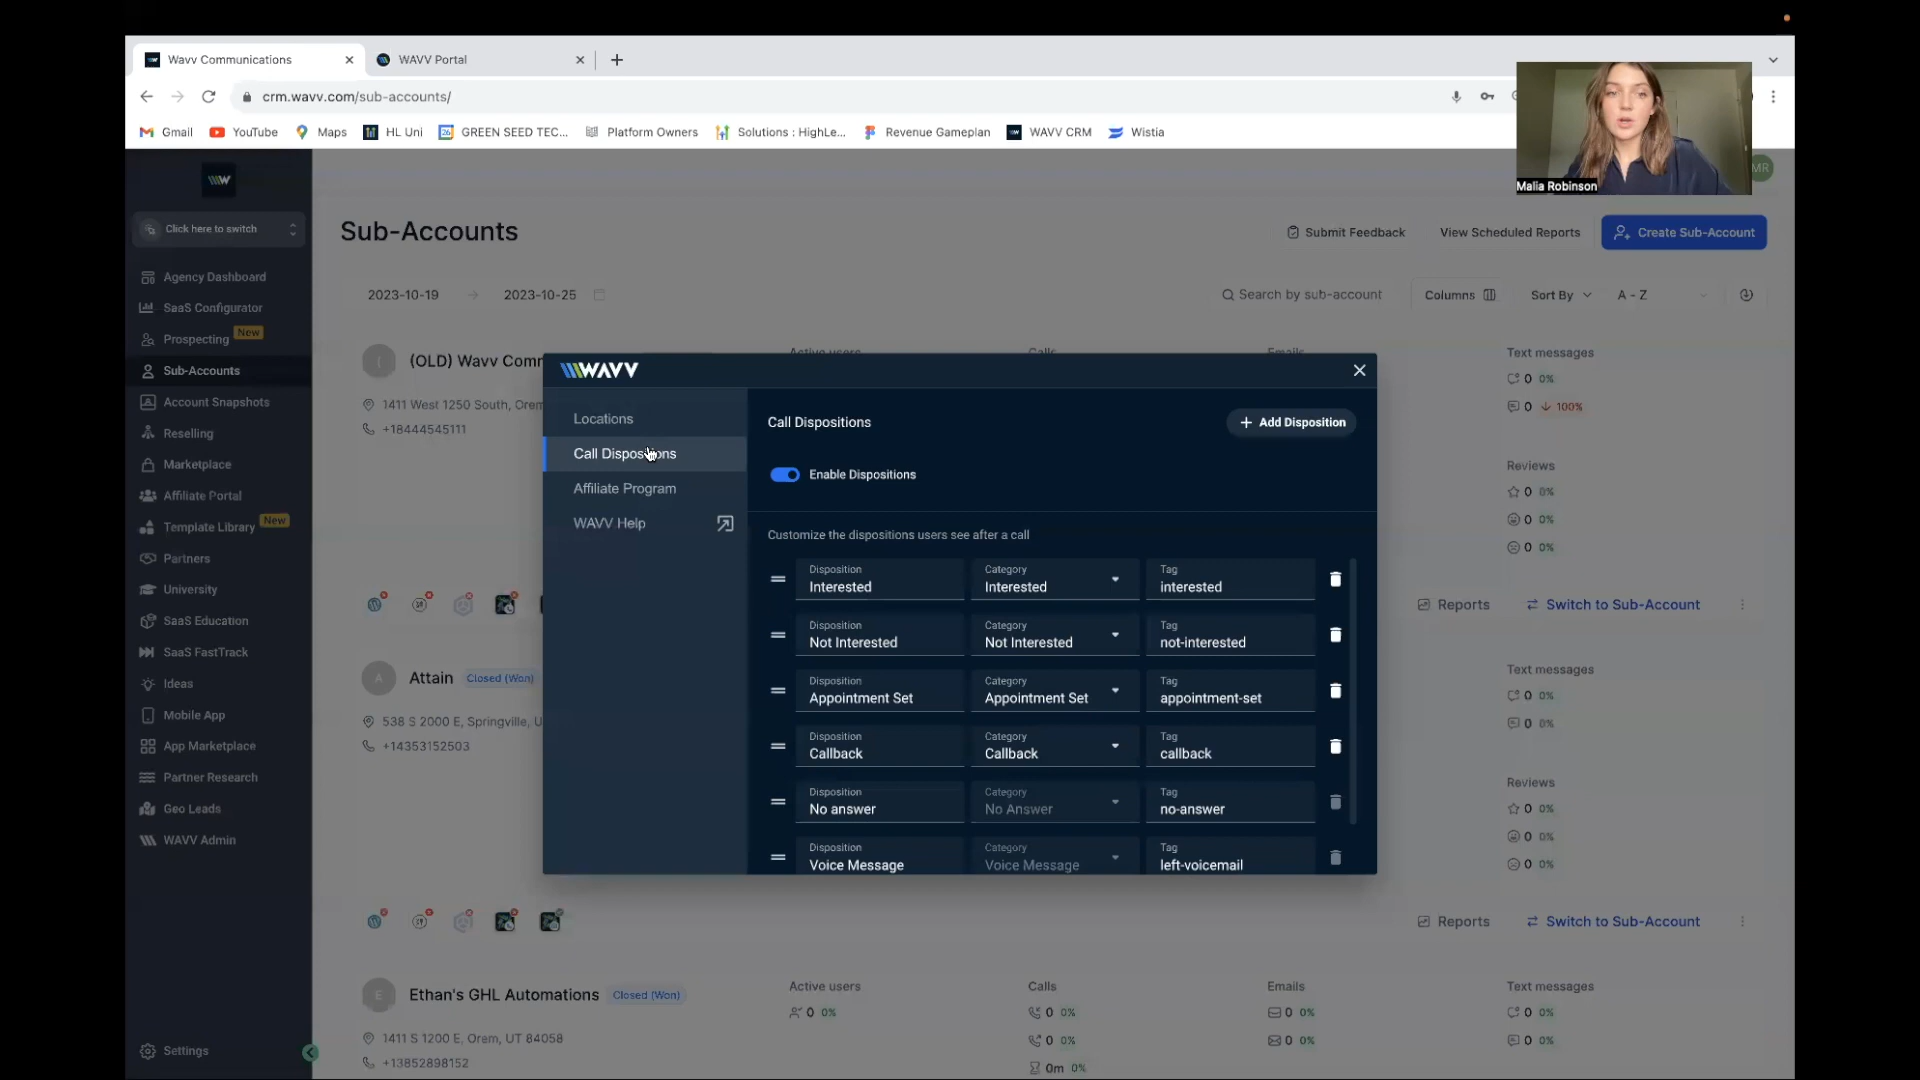 Wavv Communications
WAVV Portal
crm.wavv.com/sub-accounts/
Gmail
YouTube
Maps
HL Uni
GREEN SEED TEC...
Platform Owners
Solutions : HighLe...
Revenue Gameplan
WAVV CRM
Wistia
Malia Robinson
MR
Click here to switch
Agency Dashboard
SaaS Configurator
Prospecting New
Sub-Accounts
Account Snapshots
Reselling
Marketplace
Affiliate Portal
Template Library New
Partners
University
SaaS Education
SaaS FastTrack
Ideas
Mobile App
App Marketplace
Partner Research
Geo Leads
WAVV Admin
Settings
Sub-Accounts
Submit Feedback
View Scheduled Reports
Create Sub-Account
2023-10-19 → 2023-10-25
Search by sub-account
Columns
Sort By
A - Z
(OLD) Wavv Comm
1411 West 1250 South, Orem
+18444545111
Active users
Calls
Emails
Text messages
0 0%
0 ↓ 100%
Reviews
0 0%
0 0%
0 0%
Reports
Switch to Sub-Account
WAVV
Locations
Call Dispositions
Affiliate Program
WAVV Help
Call Dispositions
+ Add Disposition
Enable Dispositions
Customize the dispositions users see after a call
Disposition Category Tag
Interested Interested interested
Disposition Category Tag
Not Interested Not Interested not-interested
Disposition Category Tag
Appointment Set Appointment Set appointment-set
Disposition Category Tag
Callback Callback callback
Disposition Category Tag
No answer No Answer no-answer
Disposition Category Tag
Voice Message Voice Message left-voicemail
A
Attain Closed (Won)
538 S 2000 E, Springville, U
+14353152503
Text messages
0 0%
0 0%
Reviews
0 0%
0 0%
0 0%
Reports
Switch to Sub-Account
E
Ethan's GHL Automations Closed (Won)
1411 S 1200 E, Orem, UT 84058
+13852898152
Active users
0 0%
Calls
0 0%
0 0%
0m 0%
Emails
0 0%
0 0%
Text messages
0 0%
0 0%